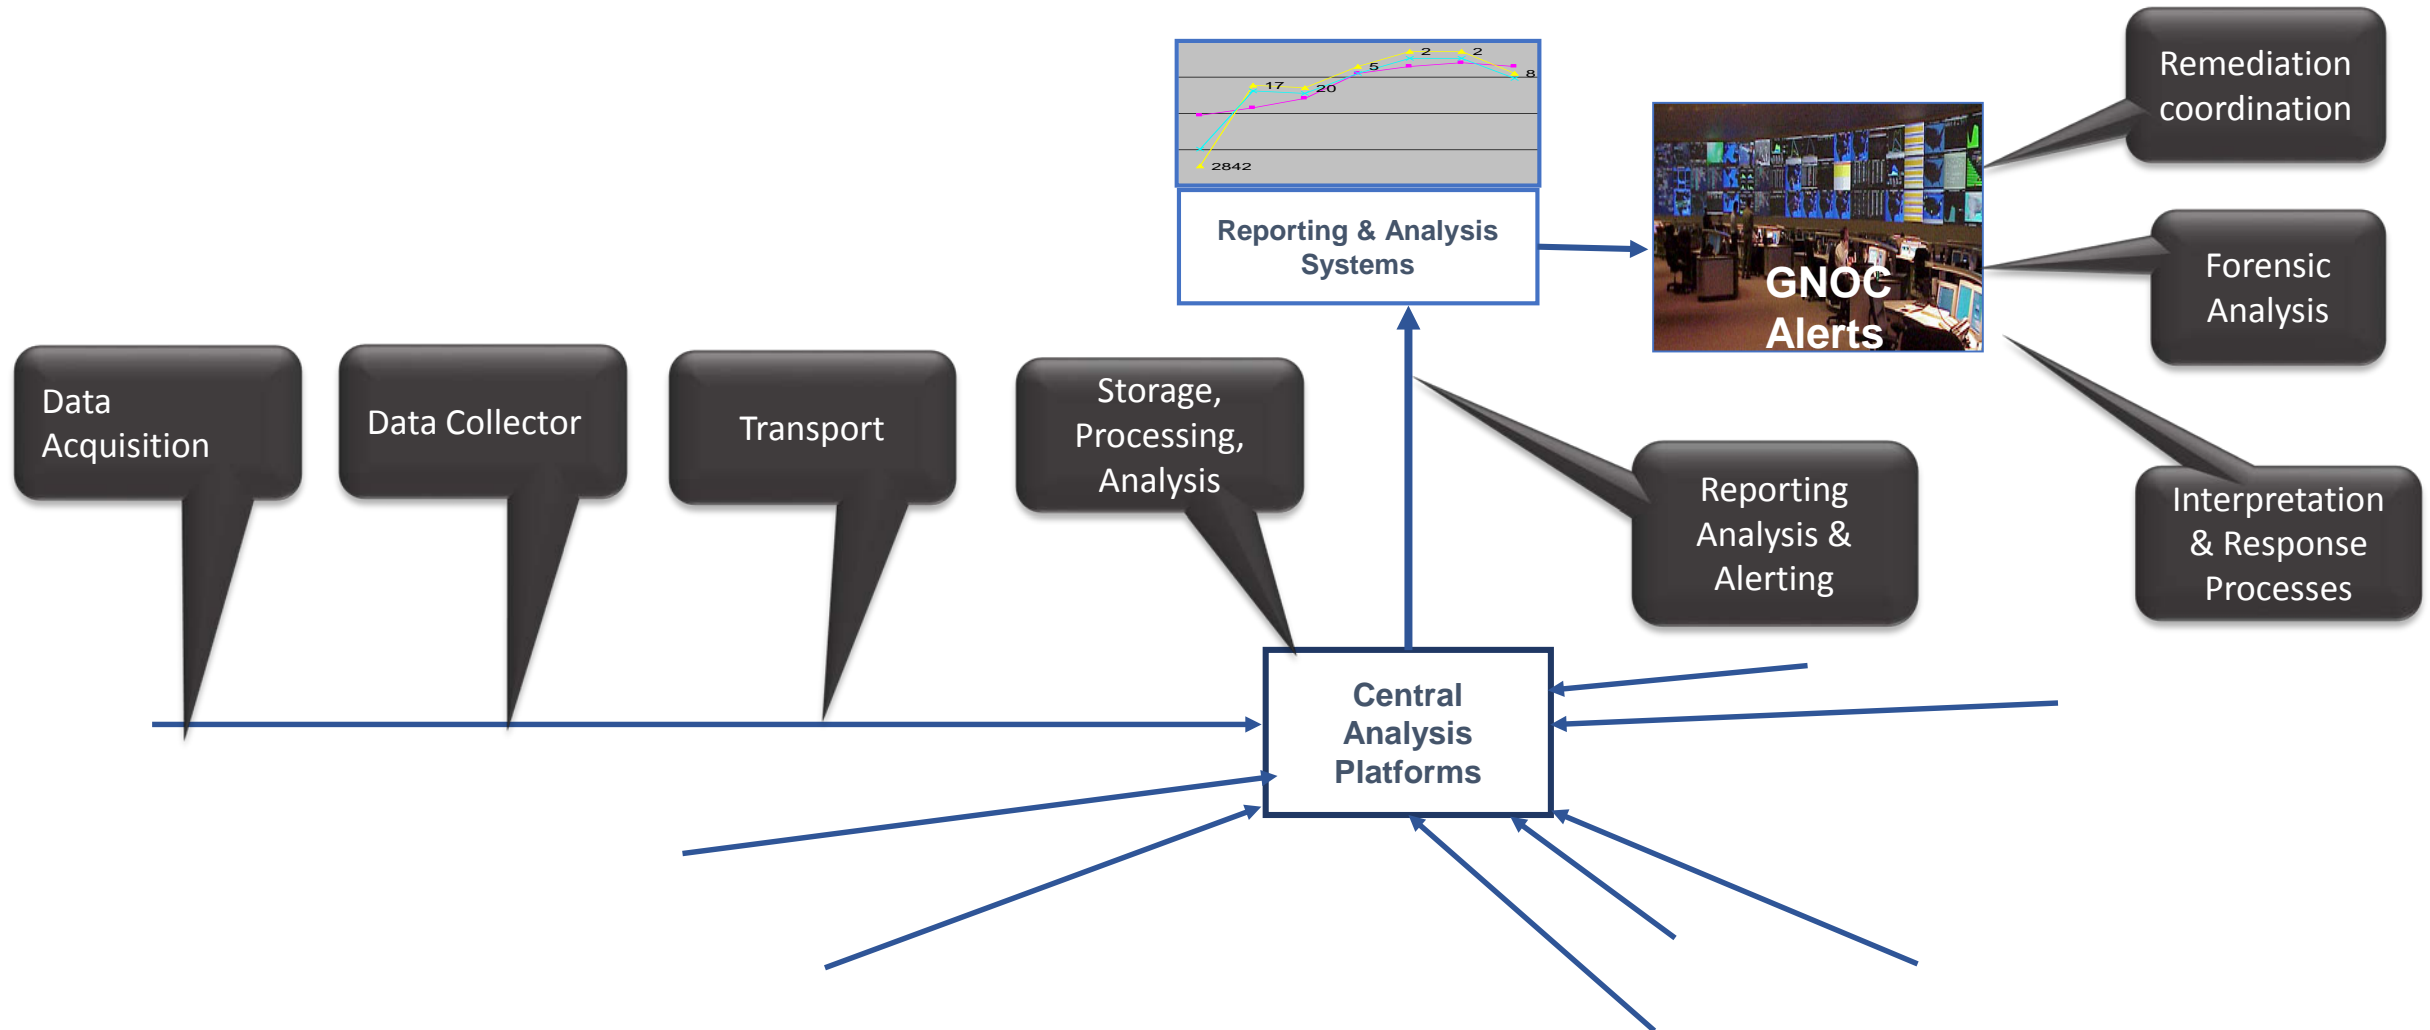 2
2
5
8
17
20
2842
Remediation
coordination
Reporting & Analysis
Systems
GNOC
Alerts
Forensic
Analysis
Data
Acquisition
Data Collector
Transport
Storage,
Processing,
Analysis
Reporting
Analysis &
Alerting
Interpretation
& Response
Processes
Central
Analysis
Platforms